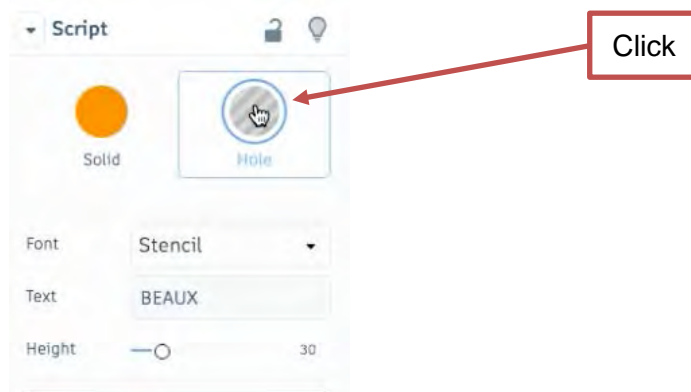 Script
Click
Solid
Hole
Font Stencil
Text BEAUX
Height 30